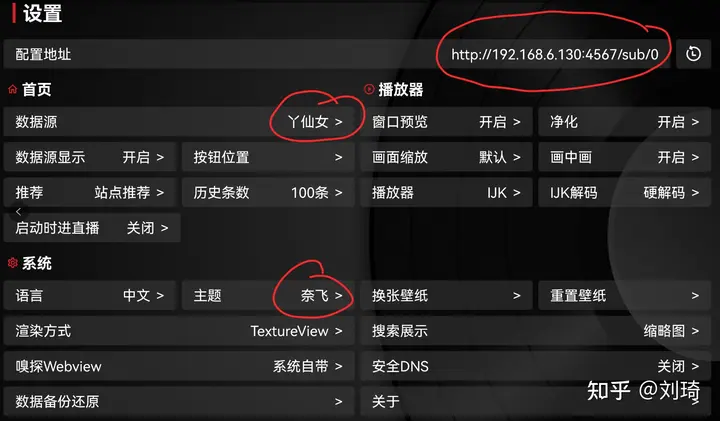 设置
配置地址 http://192.168.6.130:4567/sub/0
首页 播放器
数据源 丫仙女 > 窗口预览 开启 > 净化 开启 >
数据源显示 开启 > 按钮位置 > 画面缩放 默认 > 画中画 开启 >
推荐 站点推荐 > 历史条数 100条 > 播放器 IJK > IJK解码 硬解码 >
启动时进直播 关闭 >
系统
语言 中文 > 主题 奈飞 > 换张壁纸 > 重置壁纸 >
渲染方式 TextureView > 搜索展示 缩略图 >
嗅探Webview 系统自带 > 安全DNS 关闭 >
数据备份还原 > 关于 >
知乎 @刘琦